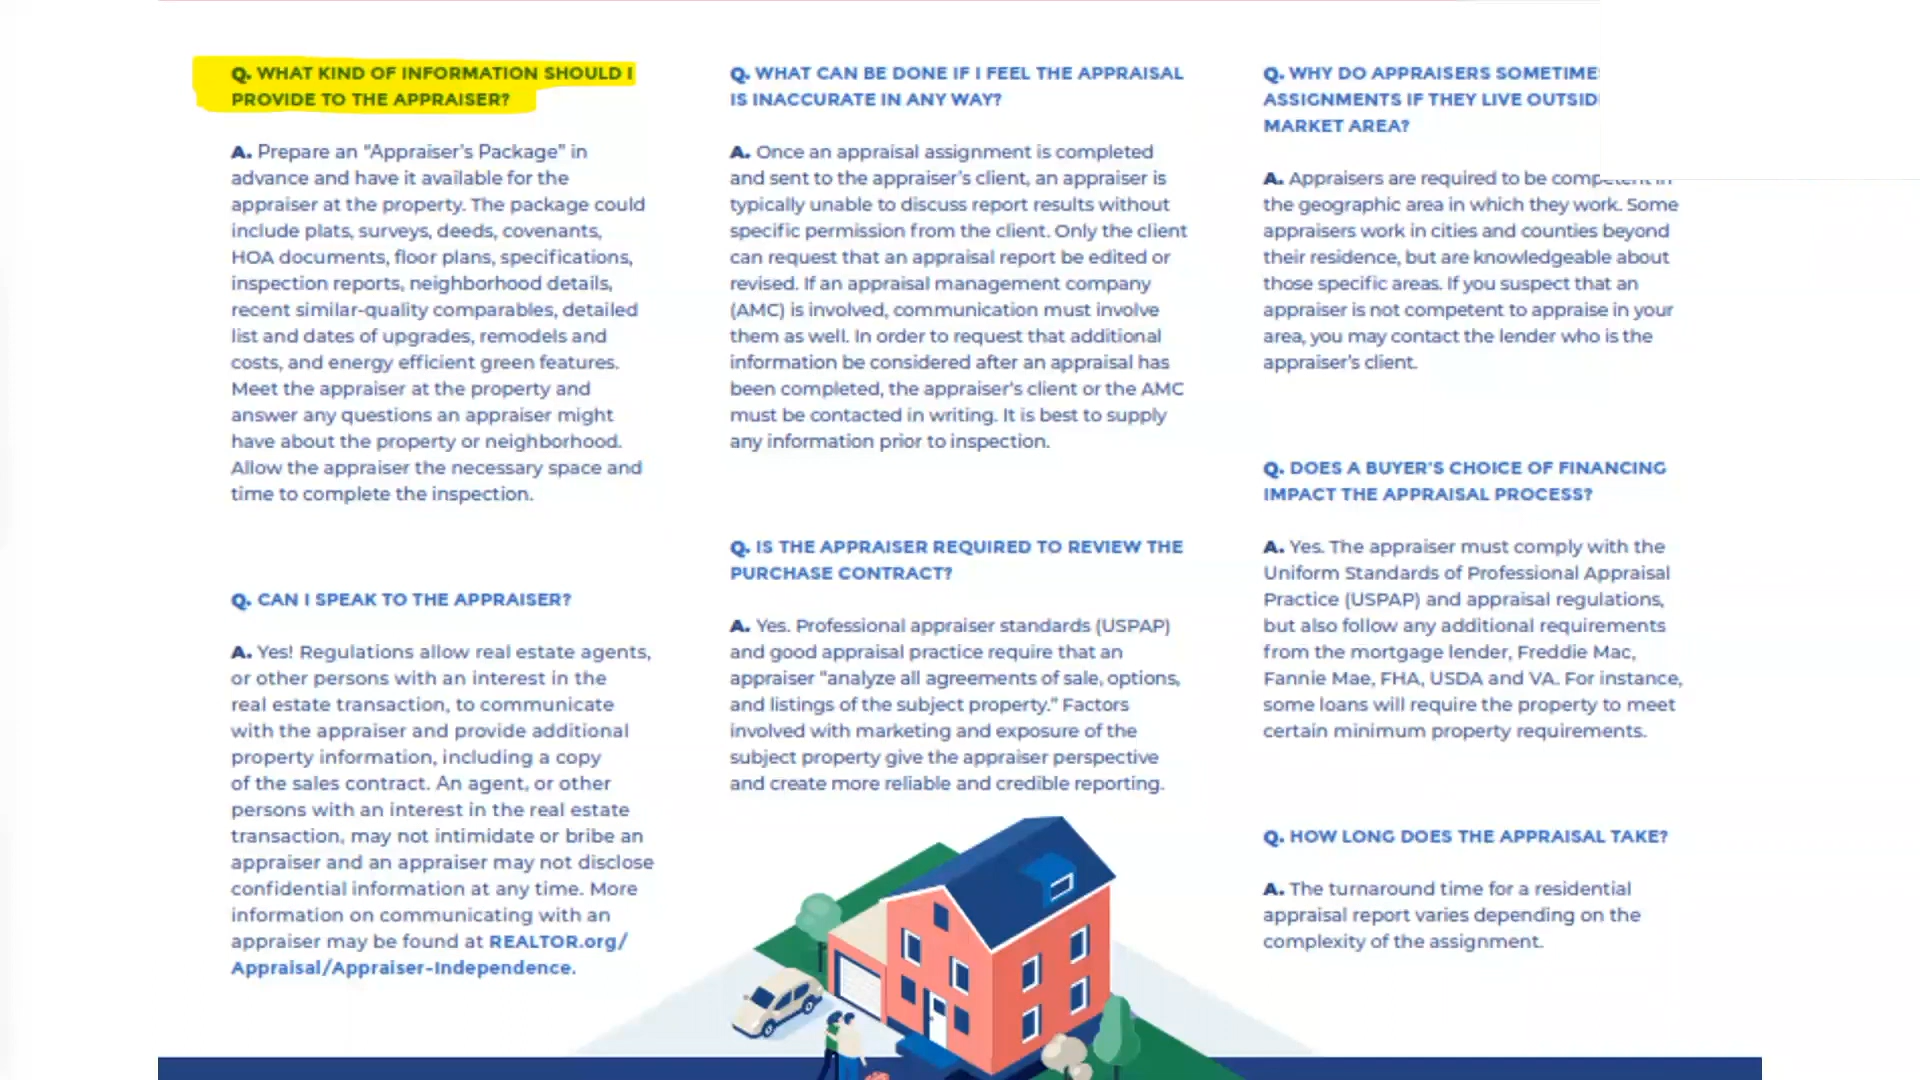 Q. WHAT KIND OF INFORMATION SHOULD I
PROVIDE TO THE APPRAISER?
A. Prepare an “Appraiser’s Package” in
advance and have it available for the
appraiser at the property. The package could
include plats, surveys, deeds, covenants,
HOA documents, floor plans, specifications,
inspection reports, neighborhood details,
recent similar-quality comparables, detailed
list and dates of upgrades, remodels and
costs, and energy efficient green features.
Meet the appraiser at the property and
answer any questions an appraiser might
have about the property or neighborhood.
Allow the appraiser the necessary space and
time to complete the inspection.
Q. CAN I SPEAK TO THE APPRAISER?
A. Yes! Regulations allow real estate agents,
or other persons with an interest in the
real estate transaction, to communicate
with the appraiser and provide additional
property information, including a copy
of the sales contract. An agent, or other
persons with an interest in the real estate
transaction, may not intimidate or bribe an
appraiser and an appraiser may not disclose
confidential information at any time. More
information on communicating with an
appraiser may be found at REALTOR.org/
Appraisal/Appraiser-Independence.
Q. WHAT CAN BE DONE IF I FEEL THE APPRAISAL
IS INACCURATE IN ANY WAY?
A. Once an appraisal assignment is completed
and sent to the appraiser’s client, an appraiser is
typically unable to discuss report results without
specific permission from the client. Only the client
can request that an appraisal report be edited or
revised. If an appraisal management company
(AMC) is involved, communication must involve
them as well. In order to request that additional
information be considered after an appraisal has
been completed, the appraiser's client or the AMC
must be contacted in writing. It is best to supply
any information prior to inspection.
Q. IS THE APPRAISER REQUIRED TO REVIEW THE
PURCHASE CONTRACT?
A. Yes. Professional appraiser standards (USPAP)
and good appraisal practice require that an
appraiser "analyze all agreements of sale, options,
and listings of the subject property." Factors
involved with marketing and exposure of the
subject property give the appraiser perspective
and create more reliable and credible reporting.
Q. WHY DO APPRAISERS
ASSIGNMENTS IF THEY LIVE
MARKET AREA?
A. Appraisers are required to be competent in
the geographic area in which they work. Some
appraisers work in cities and counties beyond
their residence, but are knowledgeable about
those specific areas. If you suspect that an
appraiser is not competent to appraise in your
area, you may contact the lender who is the
appraiser’s client.
Q. DOES A BUYER'S CHOICE OF FINANCING
IMPACT THE APPRAISAL PROCESS?
A. Yes. The appraiser must comply with the
Uniform Standards of Professional Appraisal
Practice (USPAP) and appraisal regulations,
but also follow any additional requirements
from the mortgage lender, Freddie Mac,
Fannie Mae, FHA, USDA and VA. For instance,
some loans will require the property to meet
certain minimum property requirements.
Q. HOW LONG DOES THE APPRAISAL TAKE?
A. The turnaround time for a residential
appraisal report varies depending on the
complexity of the assignment.